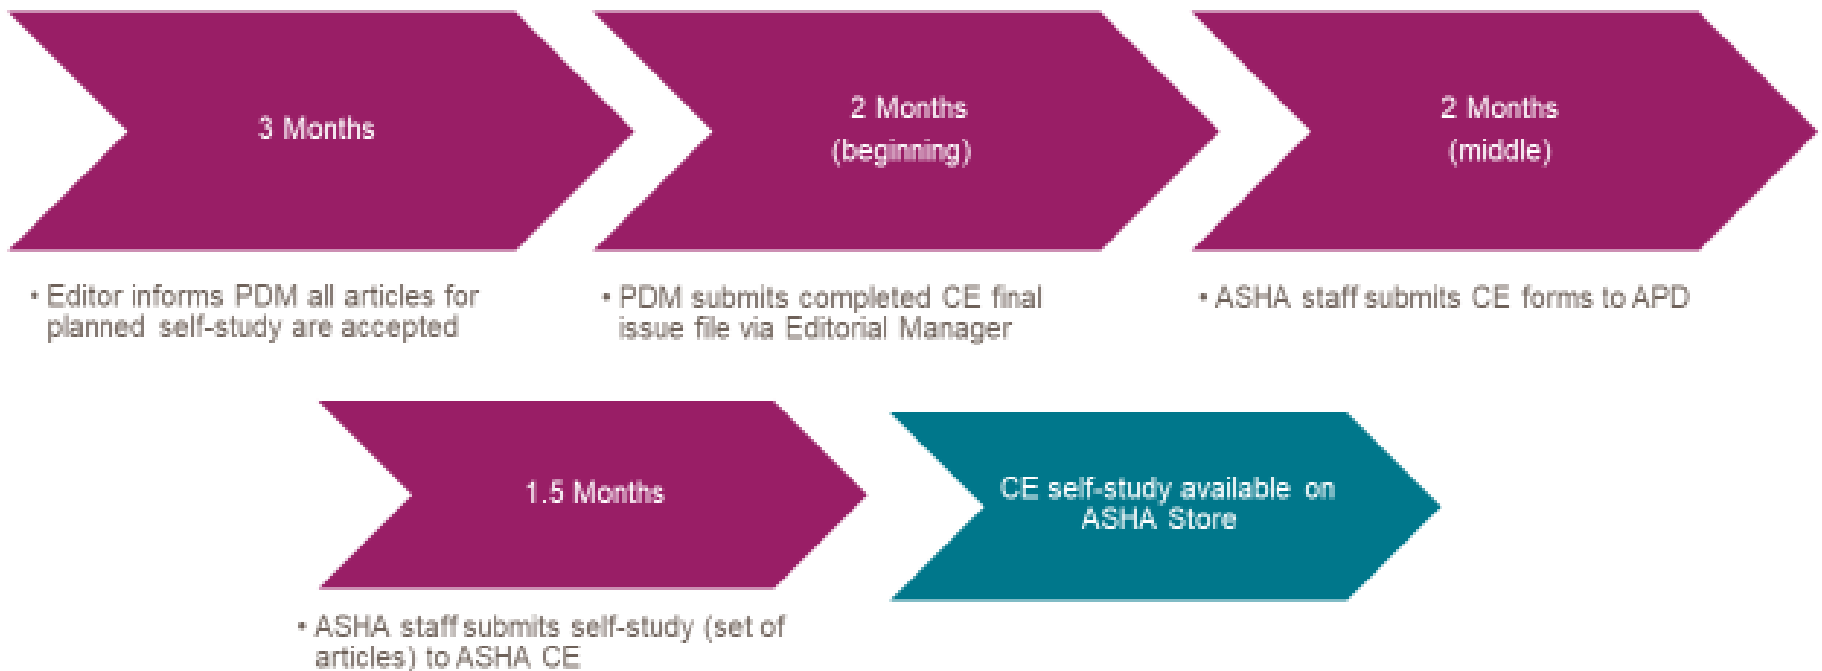 3 Months
2 Months
(beginning)
2 Months
(middle)
• Editor informs PDM all articles for
planned self-study are accepted
• PDM submits completed CE final
issue file via Editorial Manager
• ASHA staff submits CE forms to APD
1.5 Months
CE self-study available on
ASHA Store
• ASHA staff submits self-study (set of
articles) to ASHA CE